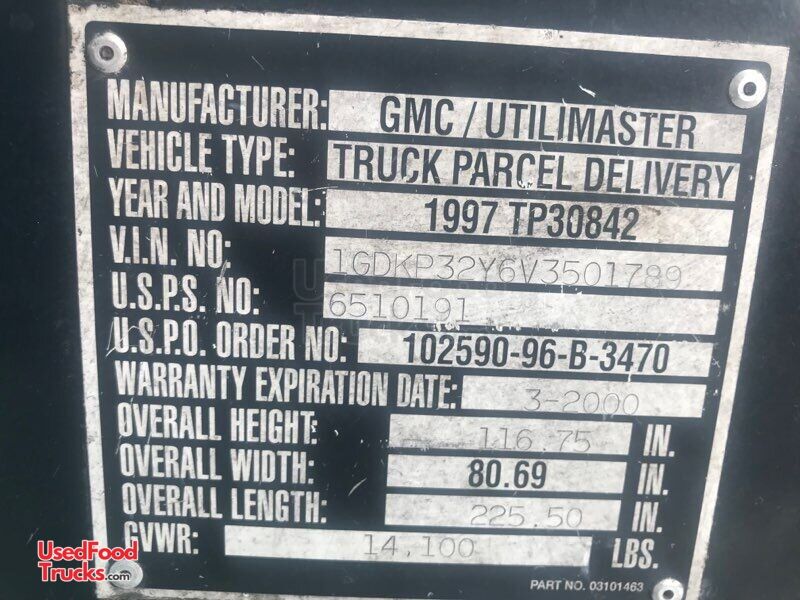 MANUFACTURER: GMC / UTILIMASTER
VEHICLE TYPE: TRUCK PARCEL DELIVERY
YEAR AND MODEL: 1997 TP30842
V.I.N. NO: 1GDKP32Y6V3501789
U.S.P.S. NO: 6510191
U.S.P.O. ORDER NO: 102590-96-B-3470
WARRANTY EXPIRATION DATE: 3-2000
OVERALL HEIGHT: 116.75 IN.
OVERALL WIDTH: 80.69 IN.
OVERALL LENGTH: 225.50 IN.
GVWR: 14,100 LBS.
UsedFood
Trucks.com
PART NO. 03101463